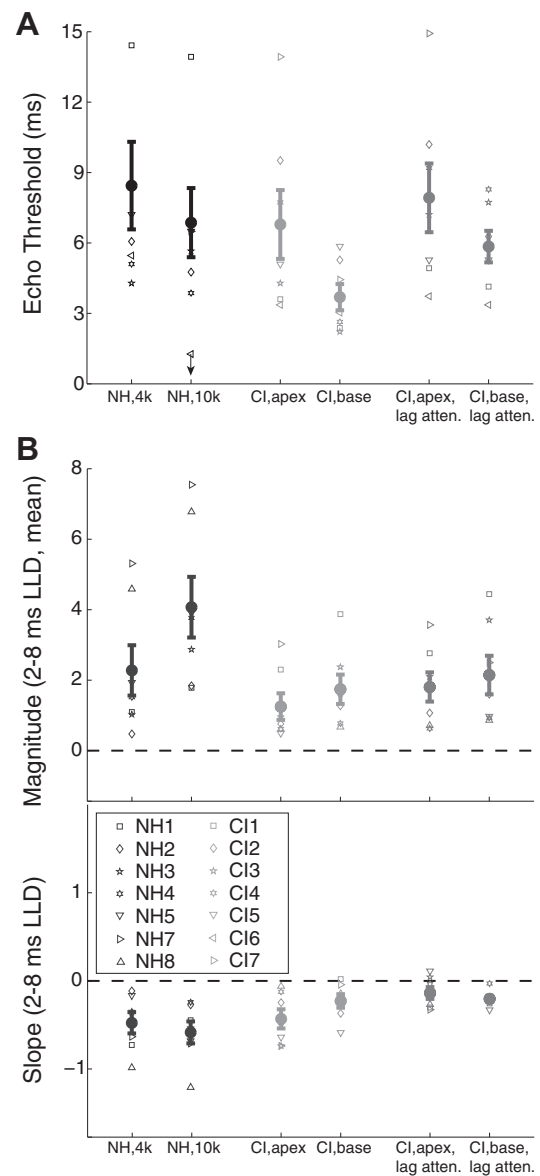 A
15
12
9
6
3
0
Echo Threshold (ms)
NH,4k NH,10k CI,apex CI,base CI,apex, lag atten. CI,base, lag atten.
B
8
6
4
2
0
Magnitude (2-8 ms LLD, mean)
NH1 CI1
NH2 CI2
NH3 CI3
NH4 CI4
NH5 CI5
NH7 CI6
NH8 CI7
1
0
−1
Slope (2-8 ms LLD)
NH,4k NH,10k CI,apex CI,base CI,apex, lag atten. CI,base, lag atten.